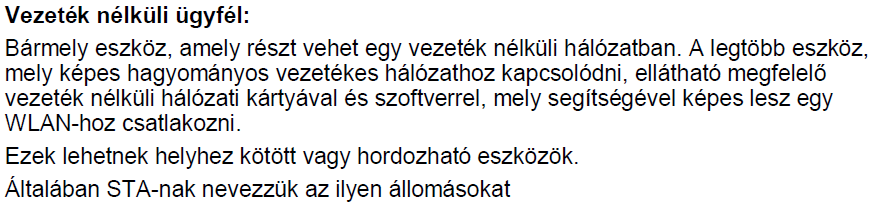 Vezeték nélküli ügyfél:
Bármely eszköz, amely részt vehet egy vezeték nélküli hálózatban. A legtöbb eszköz,
mely képes hagyományos vezetékes hálózathoz kapcsolódni, ellátható megfelelő
vezeték nélküli hálózati kártyával és szoftverrel, mely segítségével képes lesz egy
WLAN-hoz csatlakozni.
Ezek lehetnek helyhez kötött vagy hordozható eszközök.
Általában STA-nak nevezzük az ilyen állomásokat